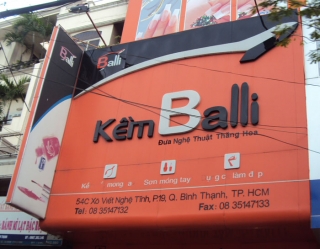 Kềm
Balli
KềmBalli
Đưa Nghệ Thuật Thăng Hoa
Sơn móng tay
54C Xô Viết Nghệ Tĩnh, P.19, Q. Bình Thạnh, TP. HCM
Tel: 08 35147132 Fax: 08 35147133